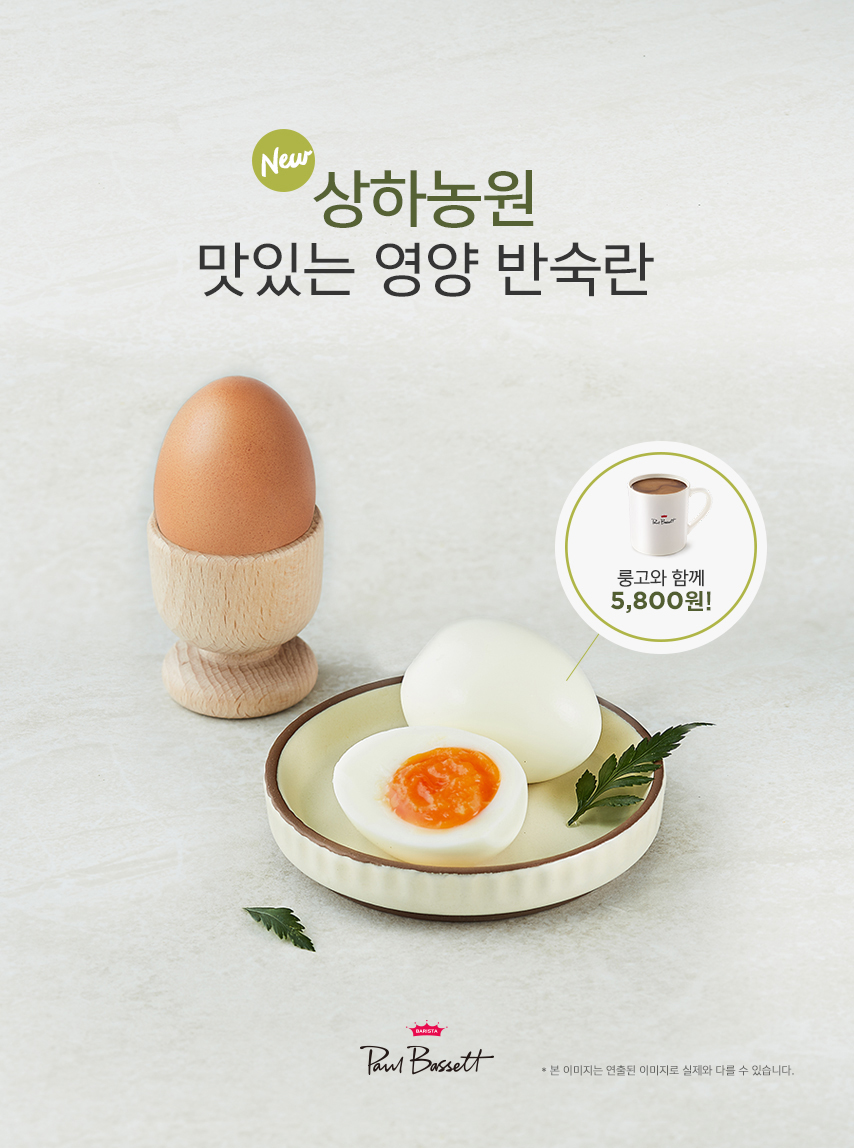 New
상하농원
맛있는 영양 반숙란
Paul Bassett
룽고와 함께
5,800원!
BARISTA
Paul Bassett
* 본 이미지는 연출된 이미지로 실제와 다를 수 있습니다.